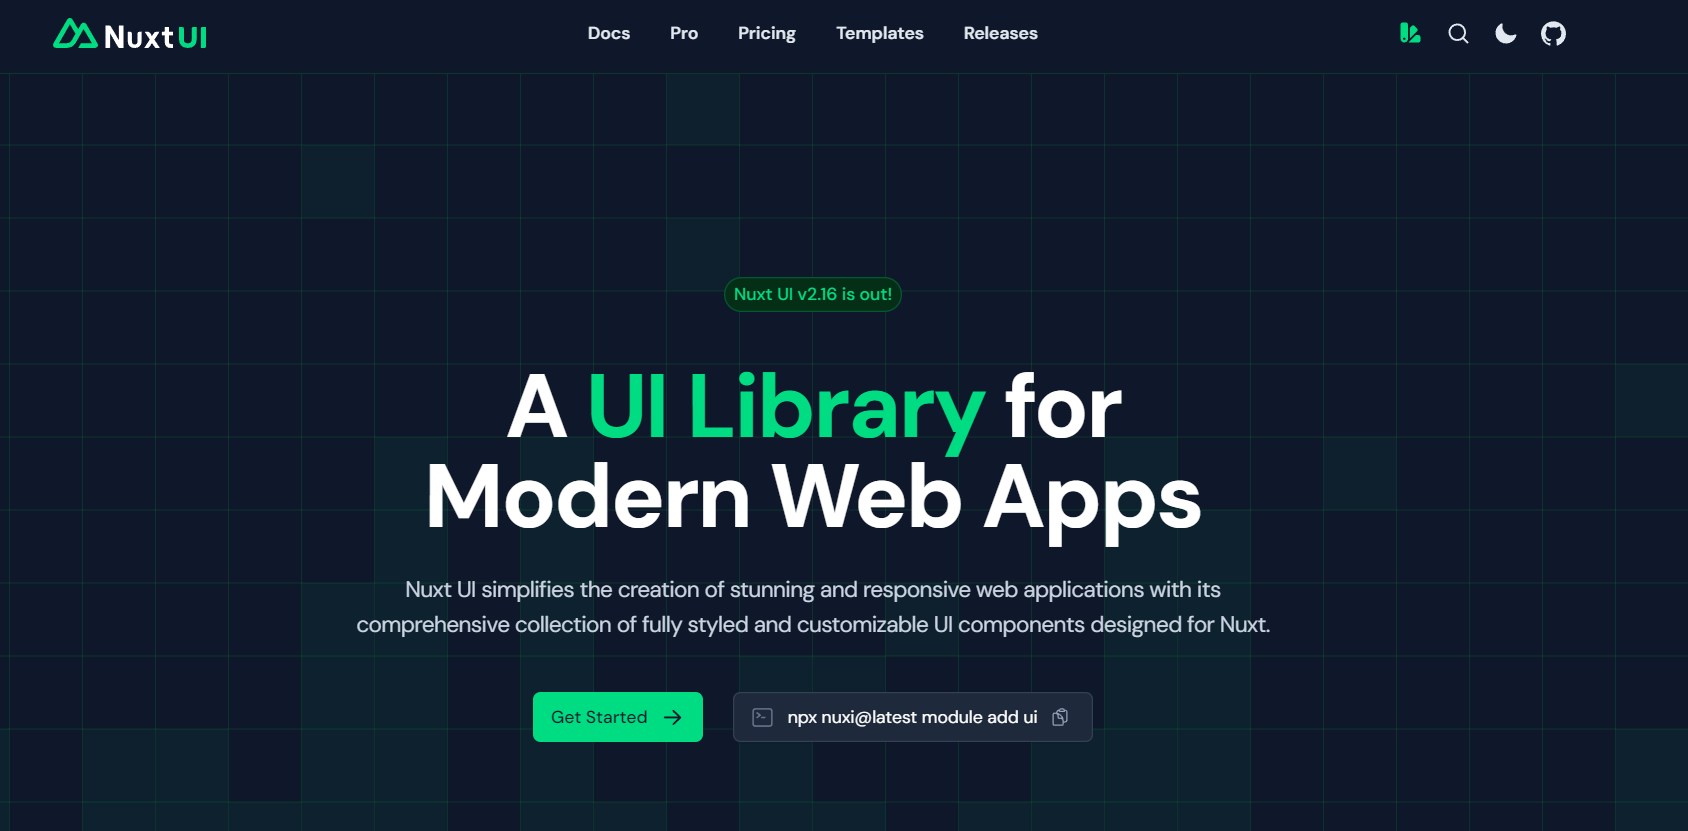 NuxtUI
Docs
Pro
Pricing
Templates
Releases
Nuxt UI v2.16 is out!
A UI Library for
Modern Web Apps
Nuxt UI simplifies the creation of stunning and responsive web applications with its
comprehensive collection of fully styled and customizable UI components designed for Nuxt.
Get Started
npx nuxi@latest module add ui